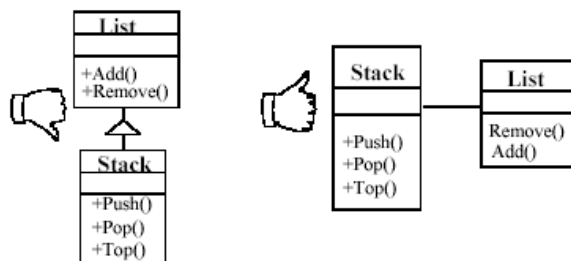 List
+Add()
+Remove()
Stack
+Push()
+Pop()
+Top()
Stack
+Push()
+Pop()
+Top()
List
Remove()
Add()